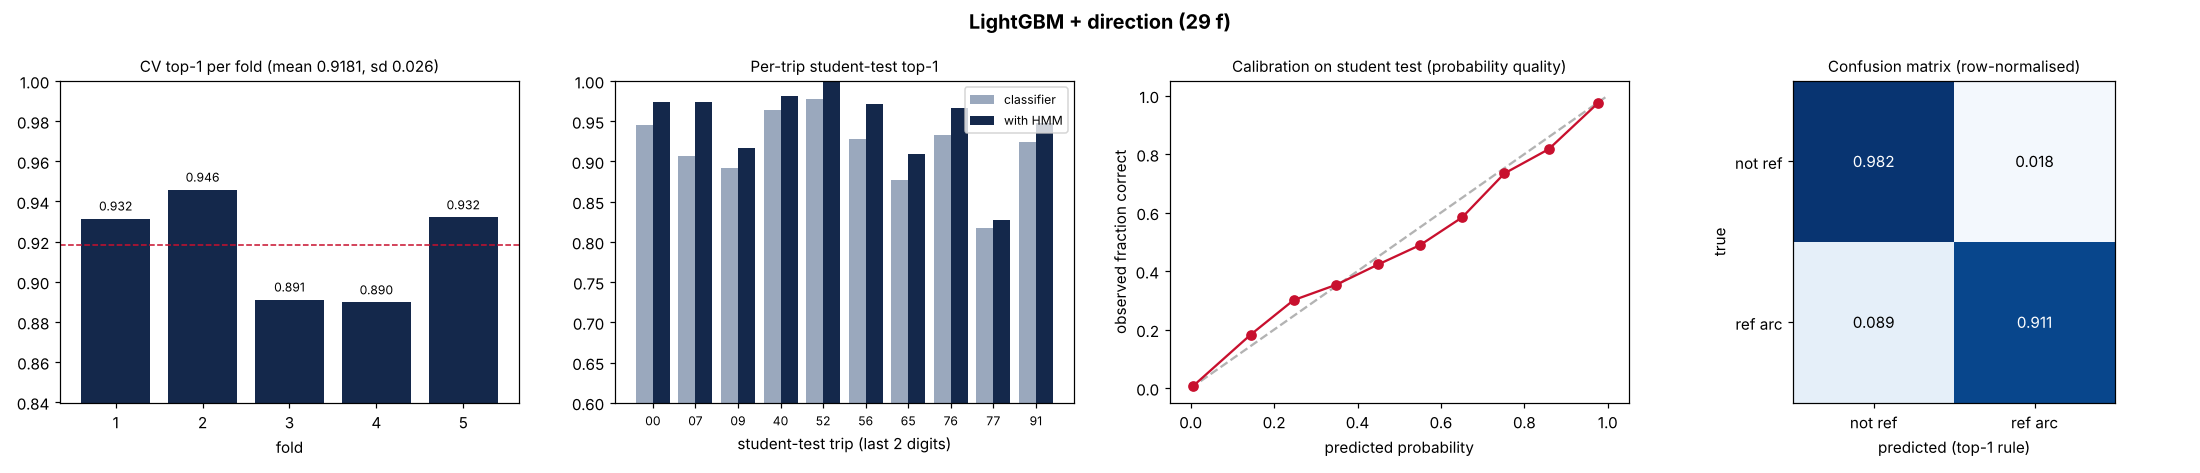 LightGBM + direction (29 f)
CV top-1 per fold (mean 0.9181, sd 0.026)
1.00
0.98
0.96
0.94
0.92
0.90
0.88
0.86
0.84
0.932
0.946
0.891
0.890
0.932
1 2 3 4 5
fold
Per-trip student-test top-1
1.00
0.95
0.90
0.85
0.80
0.75
0.70
0.65
0.60
classifier
with HMM
00 07 09 40 52 56 65 76 77 91
student-test trip (last 2 digits)
Calibration on student test (probability quality)
observed fraction correct
1.0
0.8
0.6
0.4
0.2
0.0
0.0 0.2 0.4 0.6 0.8 1.0
predicted probability
Confusion matrix (row-normalised)
true
not ref
ref arc
0.982 0.018
0.089 0.911
not ref ref arc
predicted (top-1 rule)